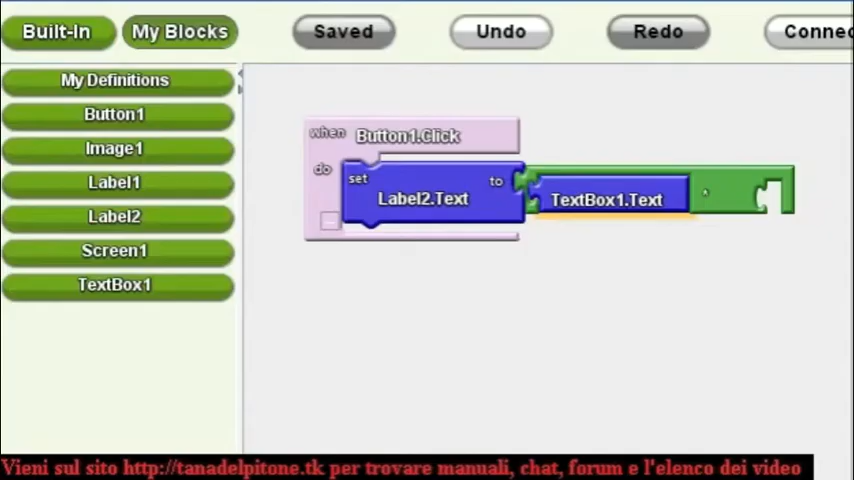 Built-In
My Blocks
Saved
Undo
Redo
Connec
My Definitions
Button1
Image1
Label1
Label2
Screen1
TextBox1
when Button1.Click
do
set
Label2.Text
to
TextBox1.Text
Vieni sul sito http://tanadelpitone.tk per trovare manuali, chat, forum e l'elenco dei video